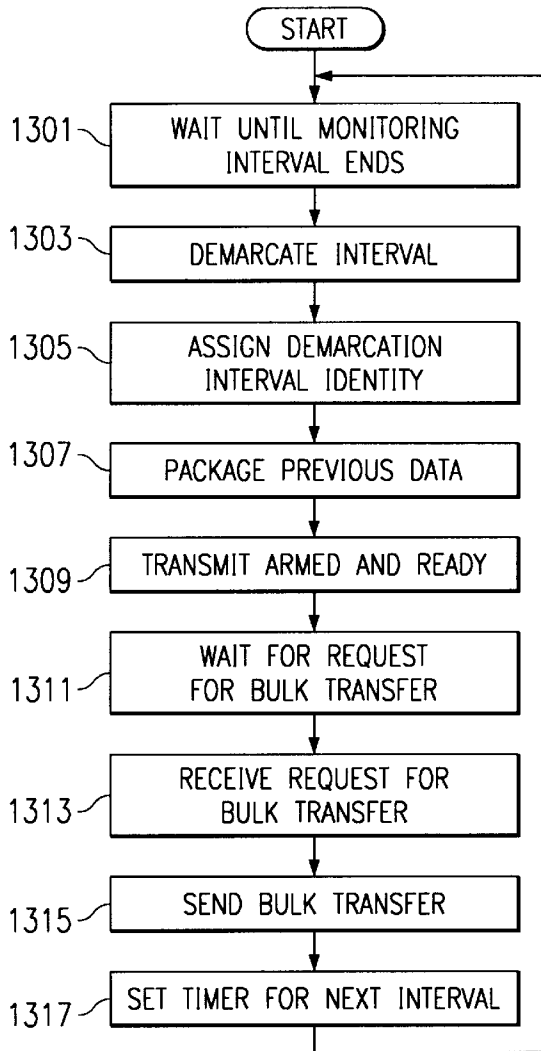 START
1301
WAIT UNTIL MONITORING
INTERVAL ENDS
1303
DEMARCATE INTERVAL
1305
ASSIGN DEMARCATION
INTERVAL IDENTITY
1307
PACKAGE PREVIOUS DATA
1309
TRANSMIT ARMED AND READY
1311
WAIT FOR REQUEST
FOR BULK TRANSFER
1313
RECEIVE REQUEST FOR
BULK TRANSFER
1315
SEND BULK TRANSFER
1317
SET TIMER FOR NEXT INTERVAL